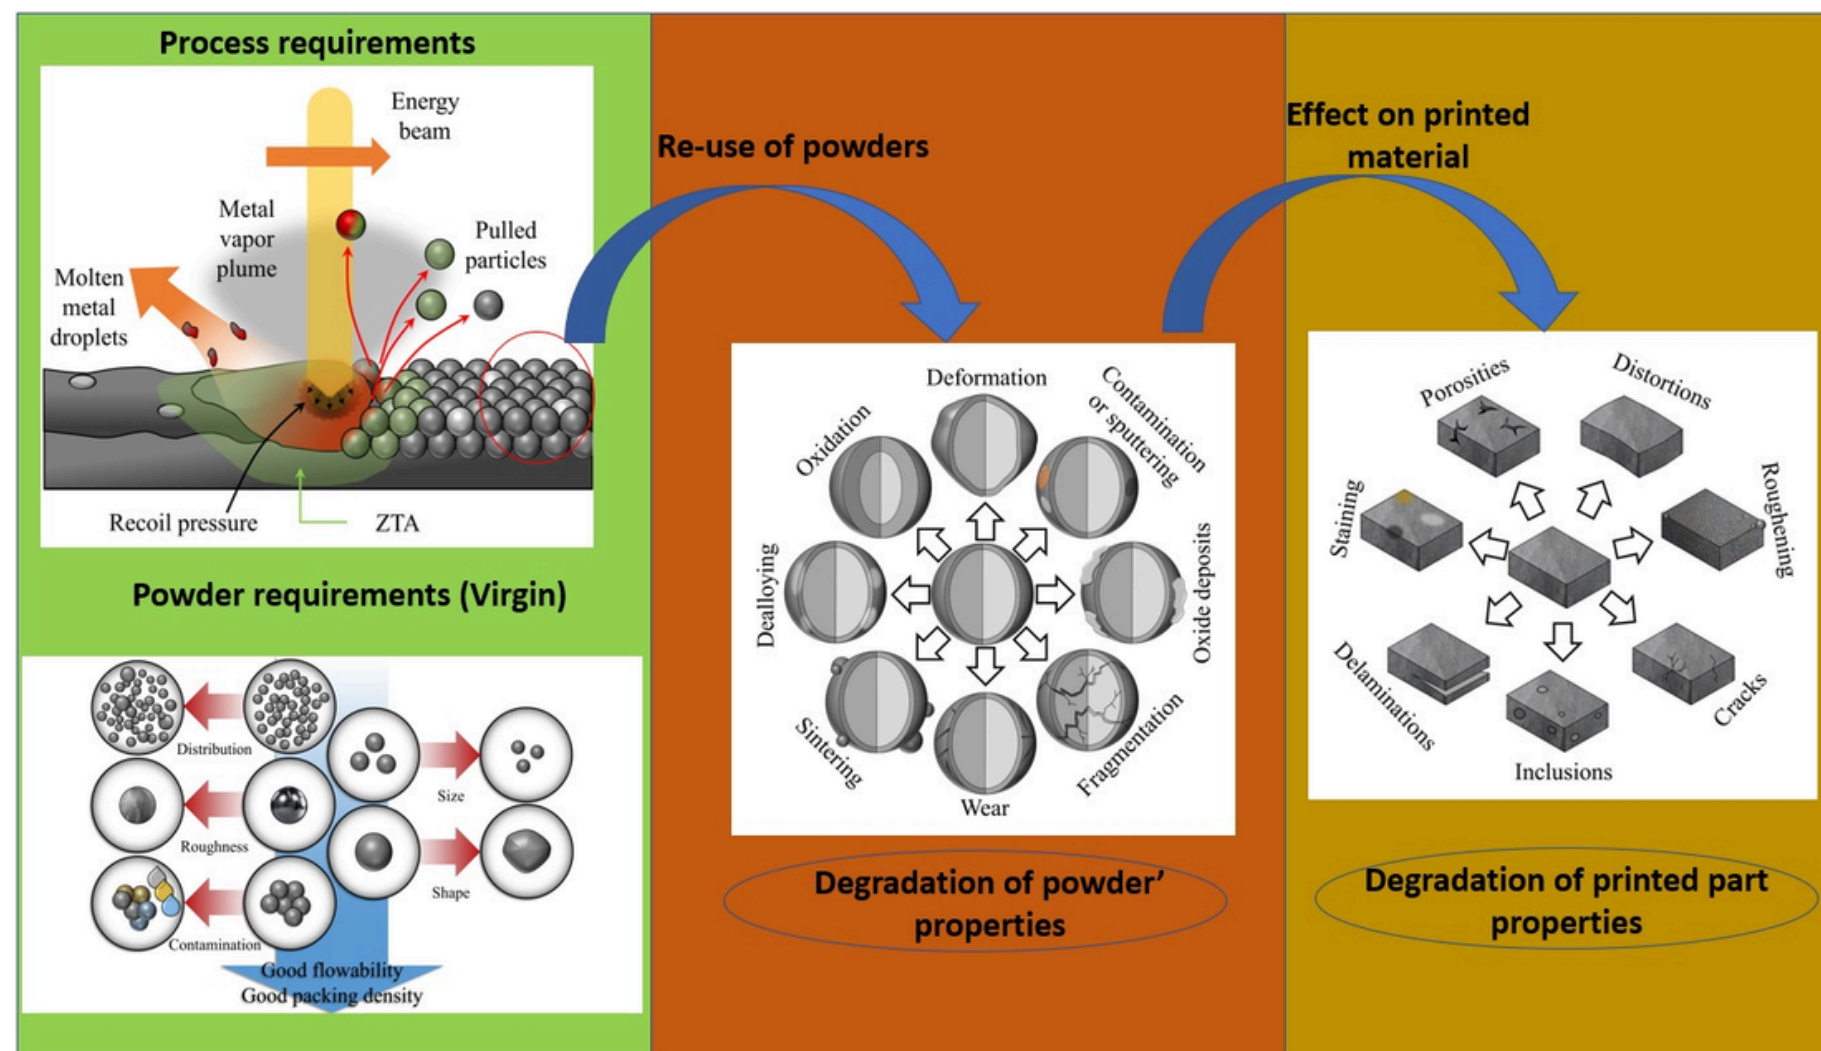 Process requirements
Energy
beam
Metal
vapor
plume
Pulled
particles
Molten
metal
droplets
Recoil pressure
ZTA
Powder requirements (Virgin)
Distribution
Size
Roughness
Shape
Contamination
Good flowability
Good packing density
Re-use of powders
Deformation
Contamination
or sputtering
Oxidation
Oxide deposits
Dealloying
Fragmentation
Sintering
Wear
Degradation of powder’
properties
Effect on printed
material
Porosities
Distortions
Roughening
Staining
Cracks
Delaminations
Inclusions
Degradation of printed part
properties